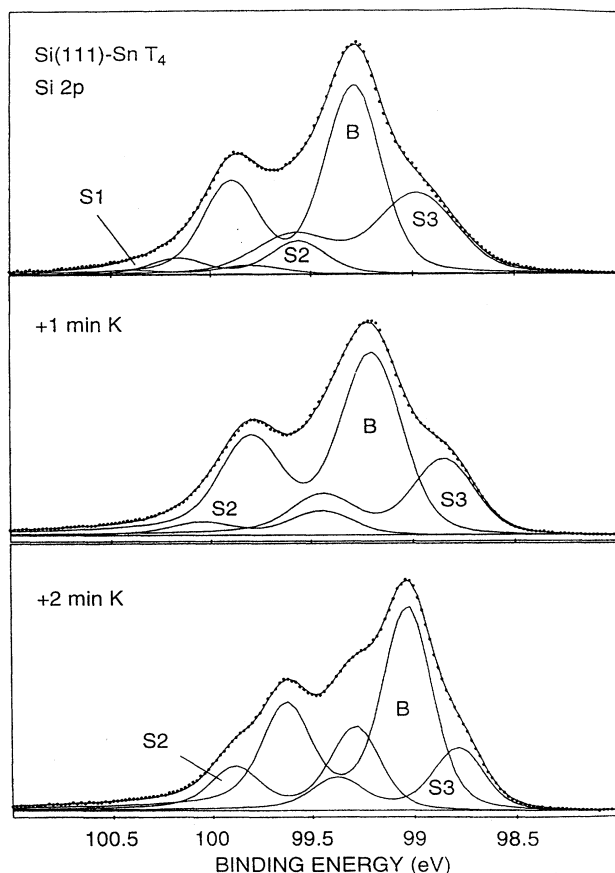 Si(111)-Sn T4
Si 2p
B
S1
S2
S3
+1 min K
B
S2
S3
+2 min K
B
S2
S3
100.5 100 99.5 99 98.5
BINDING ENERGY (eV)